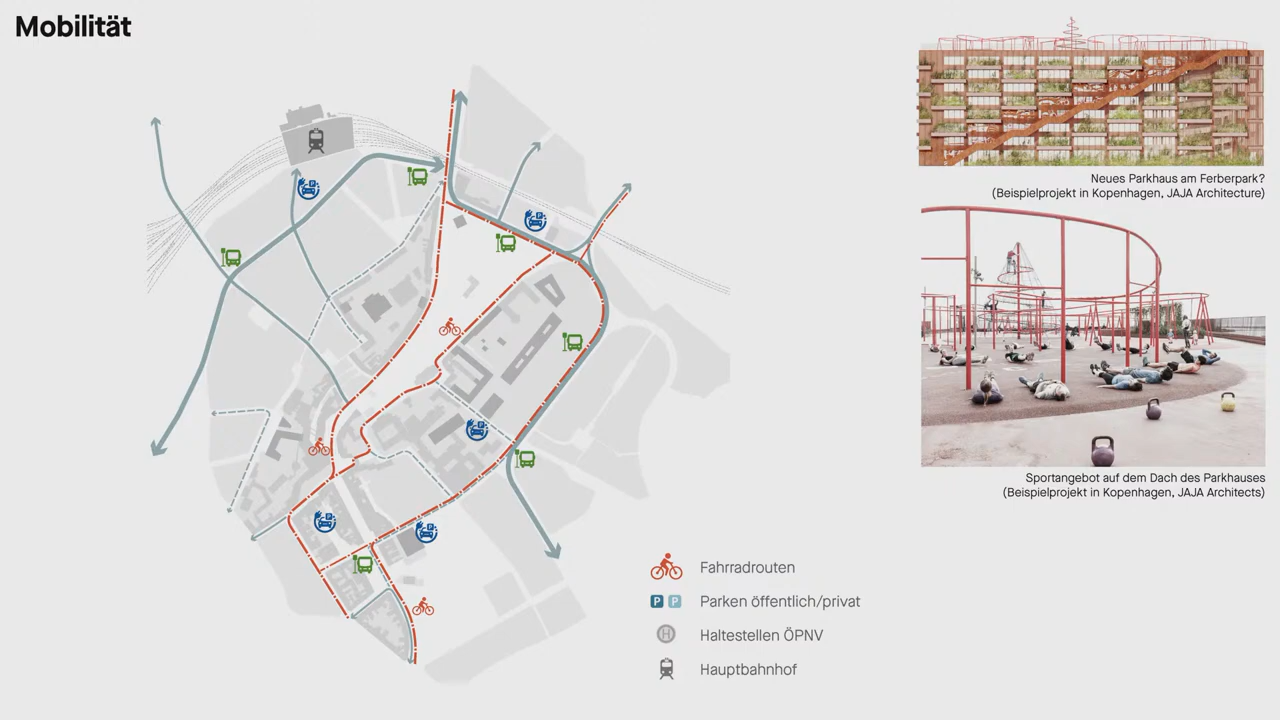 Mobilität
Neues Parkhaus am Ferberpark?
(Beispielprojekt in Kopenhagen, JAJA Architecture)
Sportangebot auf dem Dach des Parkhauses
(Beispielprojekt in Kopenhagen, JAJA Architects)
Fahrradrouten
P P Parken öffentlich/privat
H Haltestellen ÖPNV
Hauptbahnhof
P
P
P
P
P